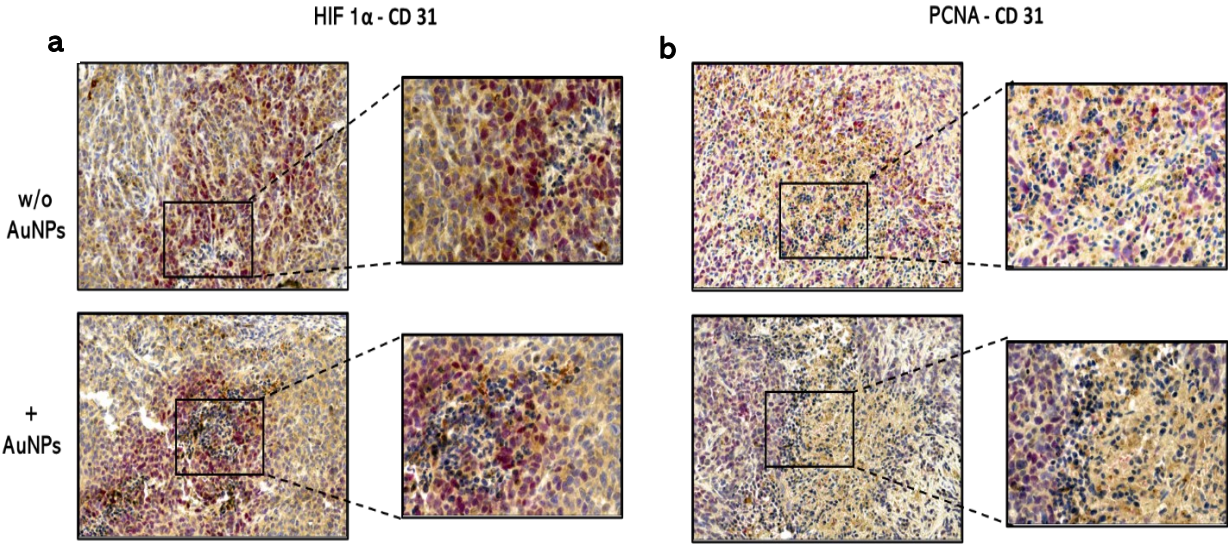 HIF 1α - CD 31
PCNA - CD 31
a
b
w/o
AuNPs
+
AuNPs